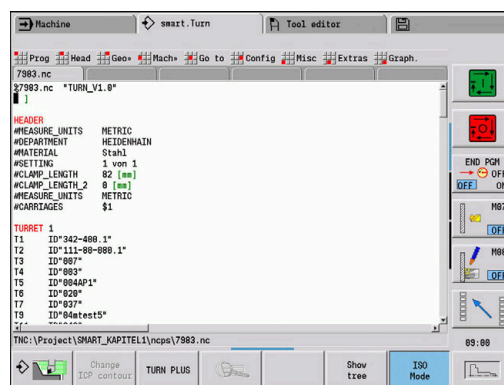 Machine
smart.Turn
Tool editor
Prog Head Geo» Mach» Go to Config Misc Extras Graph.
7983.nc
%7983.nc "TURN_V1.0"
]
HEADER
#MEASURE_UNITS METRIC
#DEPARTMENT HEIDENHAIN
#MATERIAL Stahl
#SETTING 1 von 1
#CLAMP_LENGTH 82 [mm]
#CLAMP_LENGTH_2 0 [mm]
#MEASURE_UNITS METRIC
#CARRIAGES $1
TURRET 1
T1 ID"342-400.1"
T2 ID"111-80-080.1"
T3 ID"007"
T4 ID"003"
T5 ID"004AP1"
T6 ID"020"
T7 ID"037"
T9 ID"04mtest5"
TNC:\Project\SMART_KAPITEL1\ncps\7983.nc
END PGM
OFF
OFF ON
M07
OFF
M08
OFF
09:00
Change
ICP contour
TURN PLUS
Show
tree
ISO
Mode